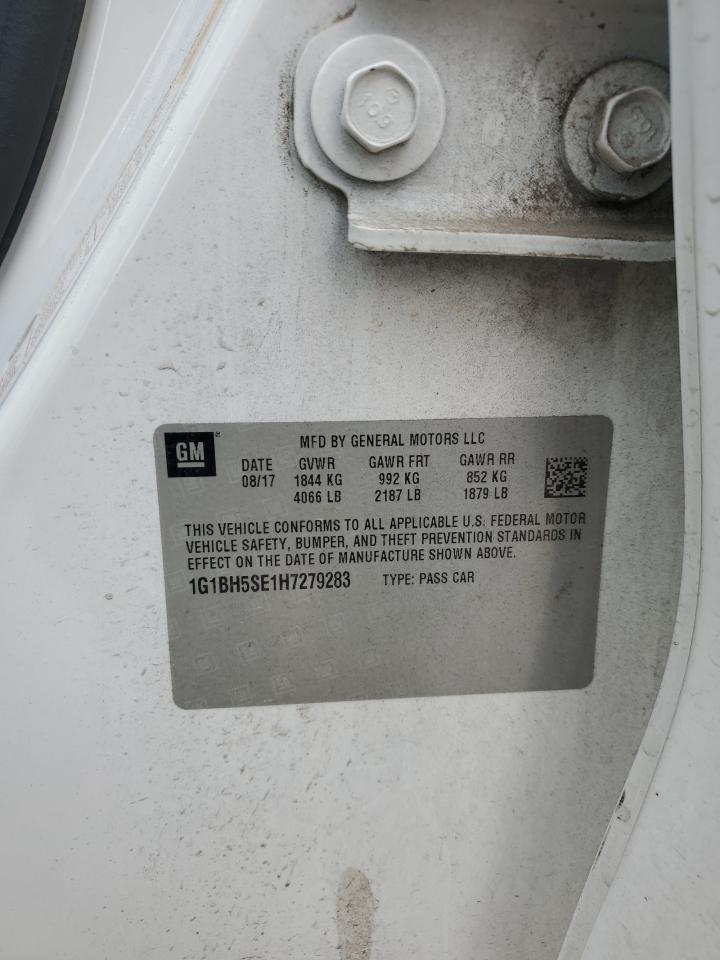 10.9
GM
MFD BY GENERAL MOTORS LLC
DATE GVWR GAWR FRT GAWR RR
08/17 1844 KG 992 KG 852 KG
4066 LB 2187 LB 1879 LB
THIS VEHICLE CONFORMS TO ALL APPLICABLE U.S. FEDERAL MOTOR
VEHICLE SAFETY, BUMPER, AND THEFT PREVENTION STANDARDS IN
EFFECT ON THE DATE OF MANUFACTURE SHOWN ABOVE.
1G1BH5SE1H7279283 TYPE: PASS CAR